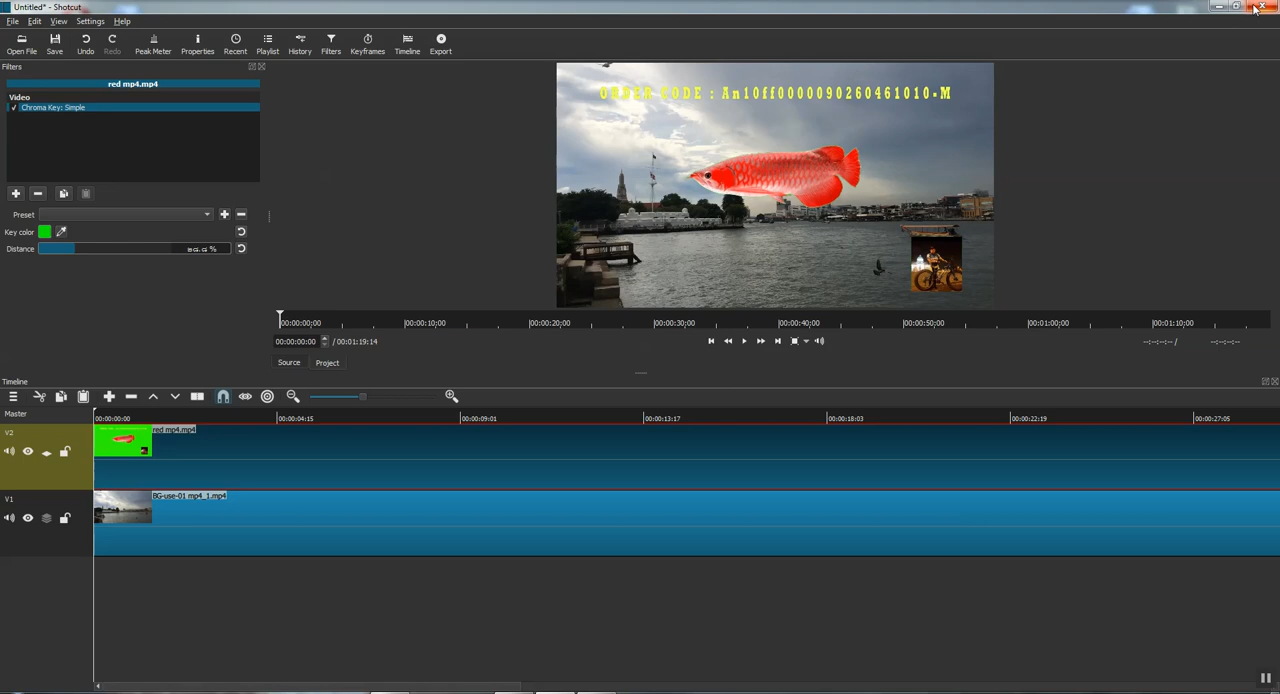 Untitled* - Shotcut
File Edit View Settings Help
Open File Save Undo Redo Peak Meter Properties Recent Playlist History Filters Keyframes Timeline Export
Filters
red mp4.mp4
Video
✓ Chroma Key: Simple
Preset
Key color
Distance
ORDER CODE : An10ff0000090260461010-M
00:00:00;00 00:00:10;00 00:00:20;00 00:00:30;00 00:00:40;00 00:00:50;00 00:01:00;00 00:01:10;00
00:00:00:00 / 00:01:19:14 --:--:--:-- / --:--:--:--
Source Project
Timeline
Master 00:00:00:00 00:00:04:15 00:00:09:01 00:00:13:17 00:00:18:03 00:00:22:19 00:00:27:05
V2 red mp4.mp4
V1 BG-use-01 mp4_1.mp4